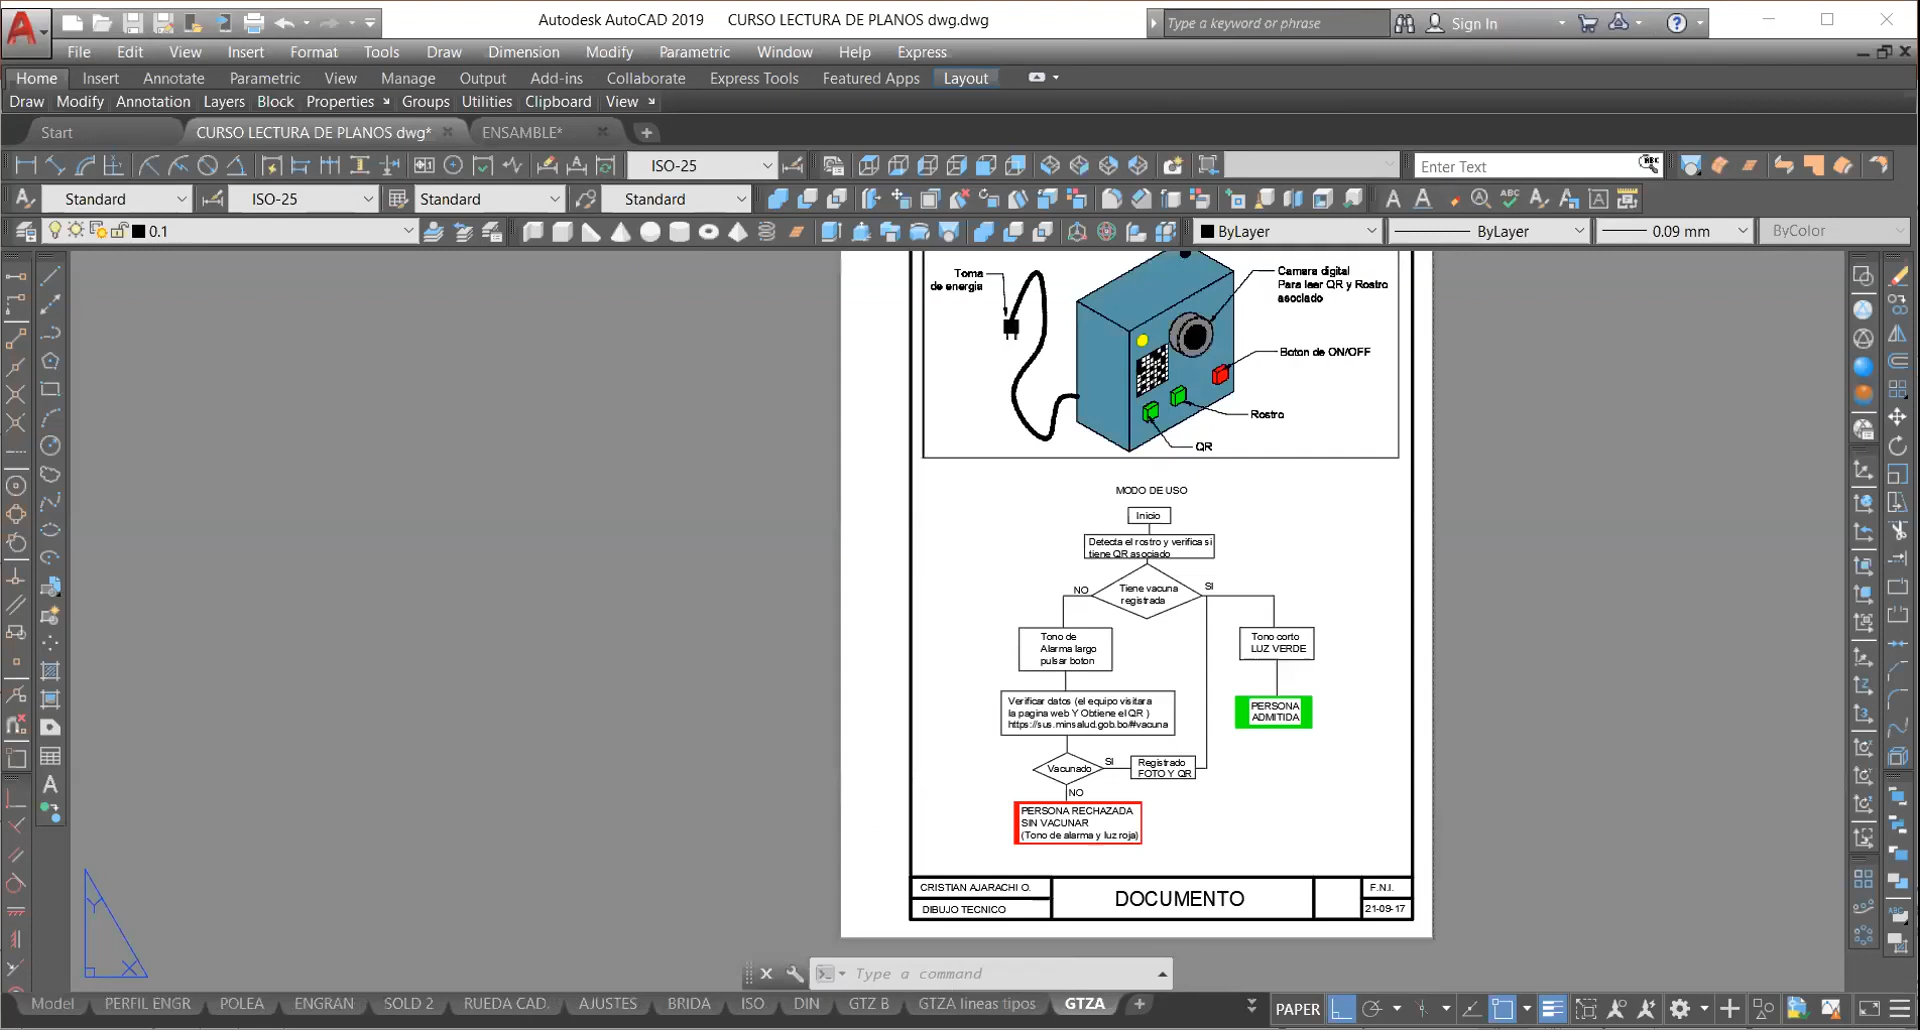 Autodesk AutoCAD 2019 CURSO LECTURA DE PLANOS dwg.dwg
Type a keyword or phrase
Sign In
File Edit View Insert Format Tools Draw Dimension Modify Parametric Window Help Express
Home Insert Annotate Parametric View Manage Output Add-ins Collaborate Express Tools Featured Apps Layout
Draw Modify Annotation Layers Block Properties Groups Utilities Clipboard View
Start CURSO LECTURA DE PLANOS dwg* ENSAMBLE*
ISO-25
Enter Text
ABC
Standard ISO-25 Standard Standard
0.1
ByLayer ByLayer 0.09 mm ByColor
Toma
de energia
Camara digital
Para leer QR y Rostro
asociado
Boton de ON/OFF
Rostro
QR
MODO DE USO
Inicio
Detecta el rostro y verifica si
tiene QR asociado
NO
Tiene vacuna
registrada
SI
Tono de
Alarma largo
pulsar boton
Tono corto
LUZ VERDE
Verificar datos (el equipo visitara
la pagina web Y Obtiene el QR )
https://sus.minsalud.gob.bo/#vacuna
PERSONA
ADMITIDA
Vacunado
SI
Registrado
FOTO Y QR
NO
PERSONA RECHAZADA
SIN VACUNAR
(Tono de alarma y luz roja)
CRISTIAN AJARACHI O.
DIBUJO TECNICO
DOCUMENTO
F.N.I.
21-09-17
Y
X
Type a command
Model PERFIL ENGR POLEA ENGRAN SOLD 2 RUEDA CAD. AJUSTES BRIDA ISO DIN GTZ B GTZA lineas tipos GTZA
PAPER